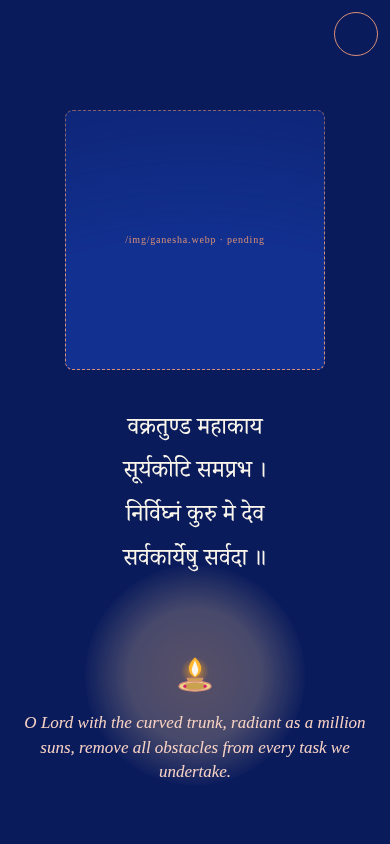 /img/ganesha.webp · pending
वक्रतुण्ड महाकाय
सूर्यकोटि समप्रभ ।
निर्विघ्नं कुरु मे देव
सर्वकार्येषु सर्वदा ॥
O Lord with the curved trunk, radiant as a million
suns, remove all obstacles from every task we
undertake.